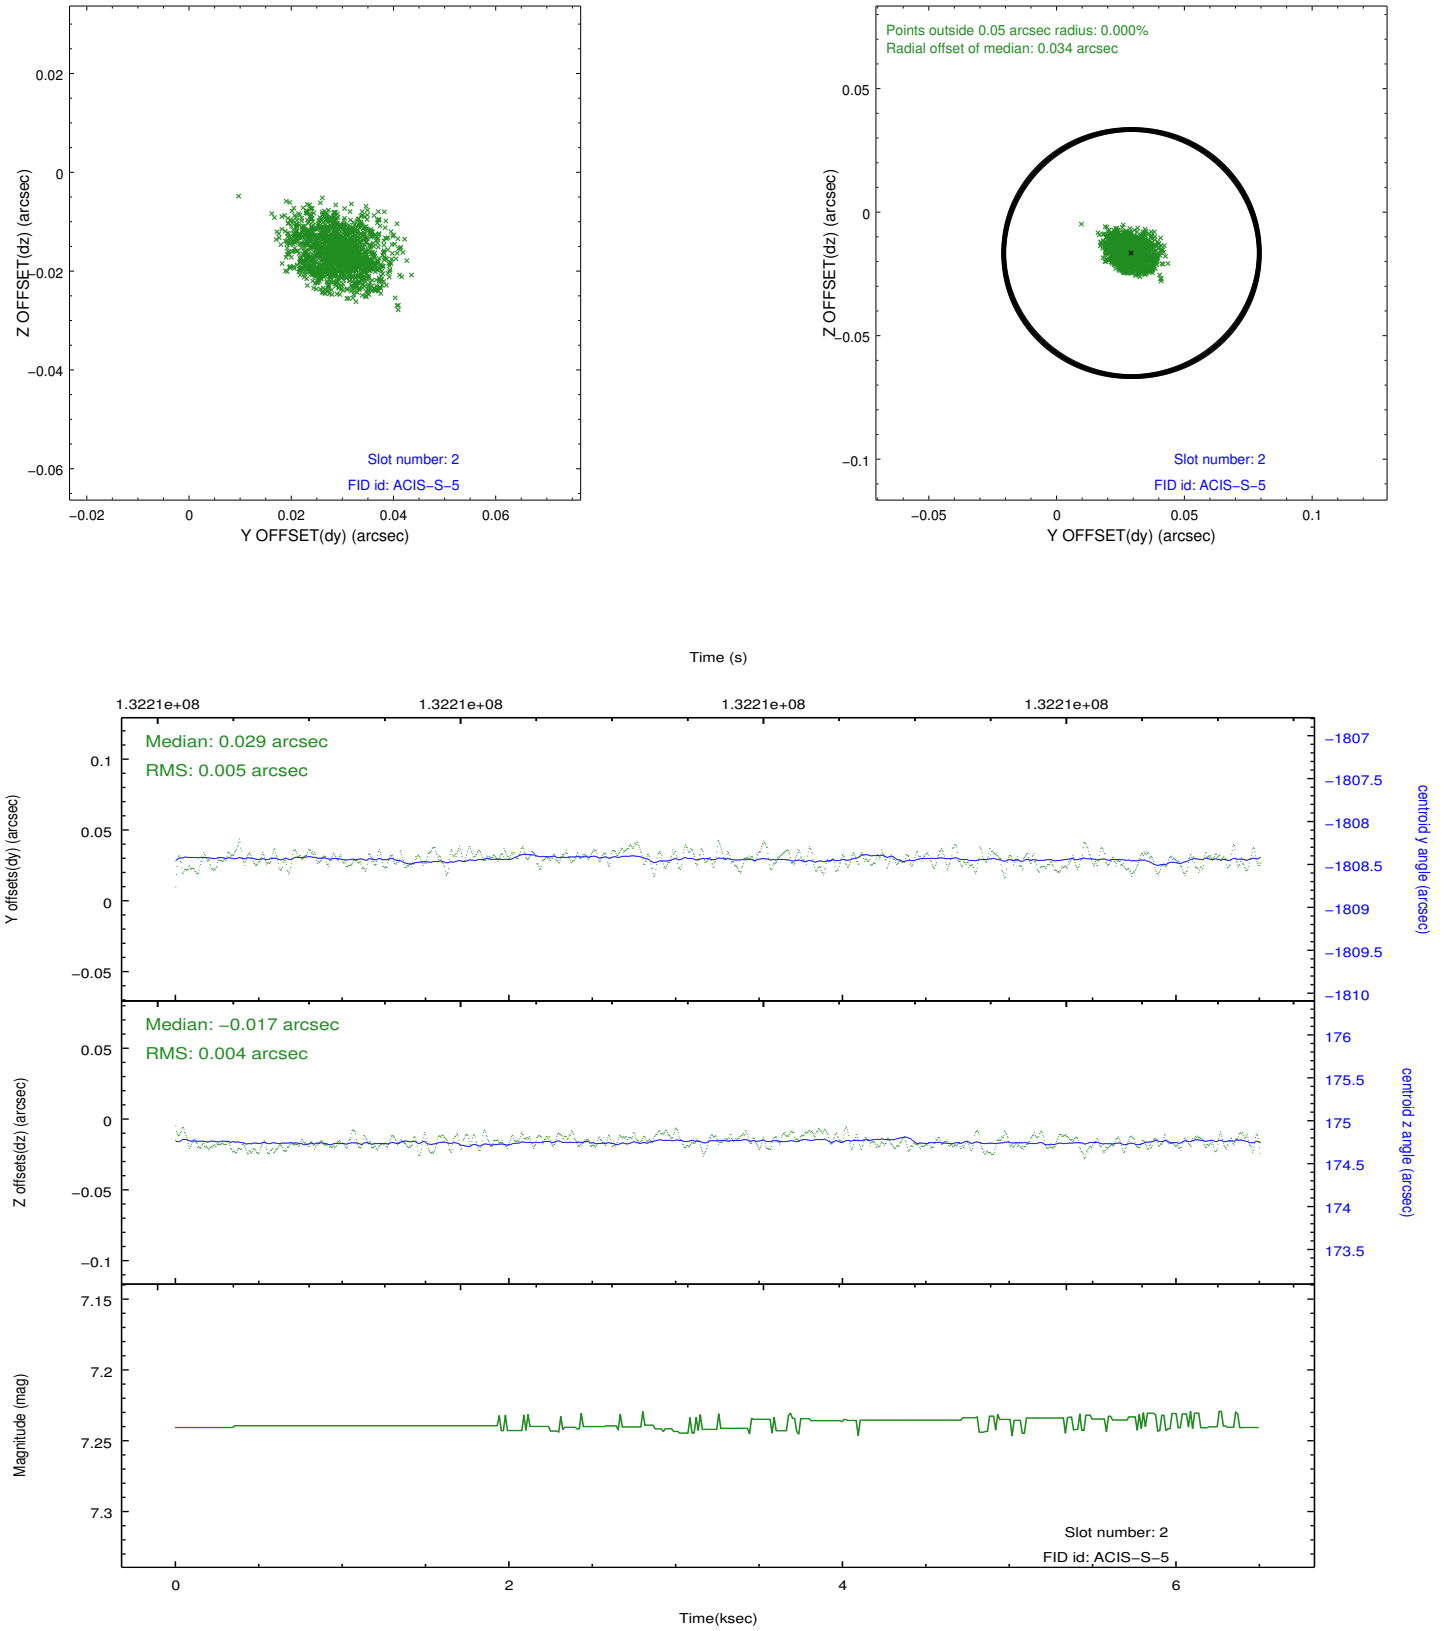 0.02
0
−0.02
−0.04
−0.06
Z OFFSET(dz) (arcsec)
Slot number: 2
FID id: ACIS−S−5
−0.02
0
0.02
0.04
0.06
Y OFFSET(dy) (arcsec)
Points outside 0.05 arcsec radius: 0.000%
Radial offset of median: 0.034 arcsec
0.05
0
−0.05
−0.1
Z OFFSET(dz) (arcsec)
Slot number: 2
FID id: ACIS−S−5
−0.05
0
0.05
0.1
Y OFFSET(dy) (arcsec)
Time (s)
1.3221e+08
1.3221e+08
1.3221e+08
1.3221e+08
Median: 0.029 arcsec
RMS: 0.005 arcsec
0.1
0.05
0
−0.05
Y offsets(dy) (arcsec)
−1807
−1807.5
−1808
−1808.5
−1809
−1809.5
−1810
centroid y angle (arcsec)
Median: −0.017 arcsec
RMS: 0.004 arcsec
0.05
0
−0.05
−0.1
Z offsets(dz) (arcsec)
176
175.5
175
174.5
174
173.5
centroid z angle (arcsec)
7.15
7.2
7.25
7.3
Magnitude (mag)
Slot number: 2
FID id: ACIS−S−5
0
2
4
6
Time(ksec)